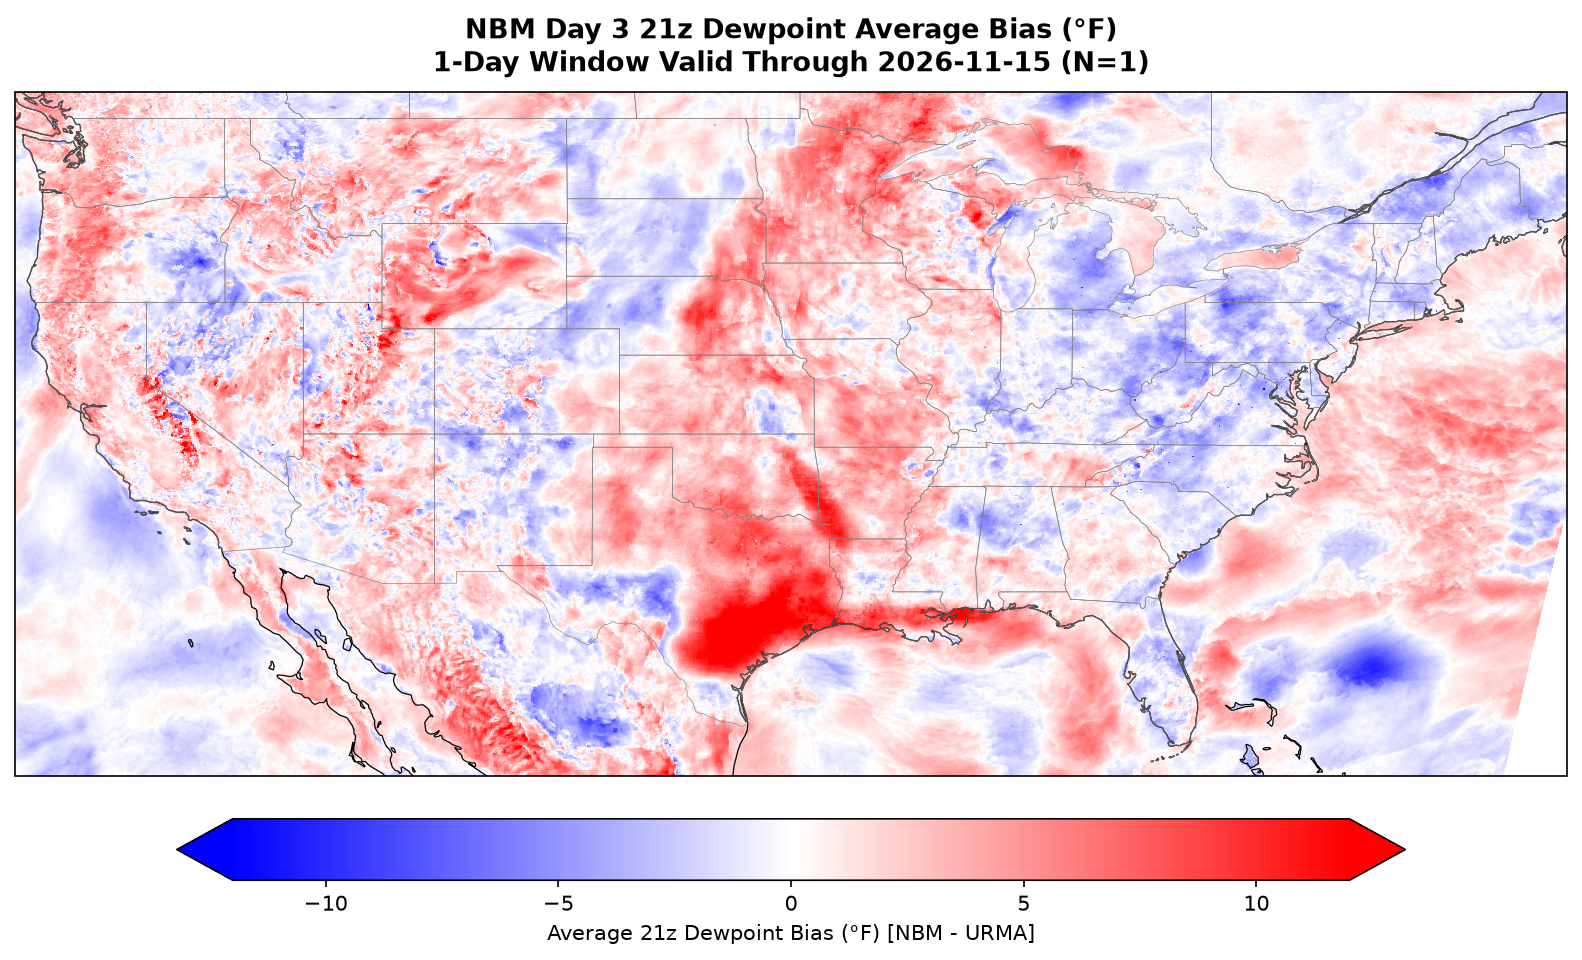 NBM Day 3 21z Dewpoint Average Bias (°F)
1-Day Window Valid Through 2026-11-15 (N=1)
−10 −5 0 5 10
Average 21z Dewpoint Bias (°F) [NBM - URMA]